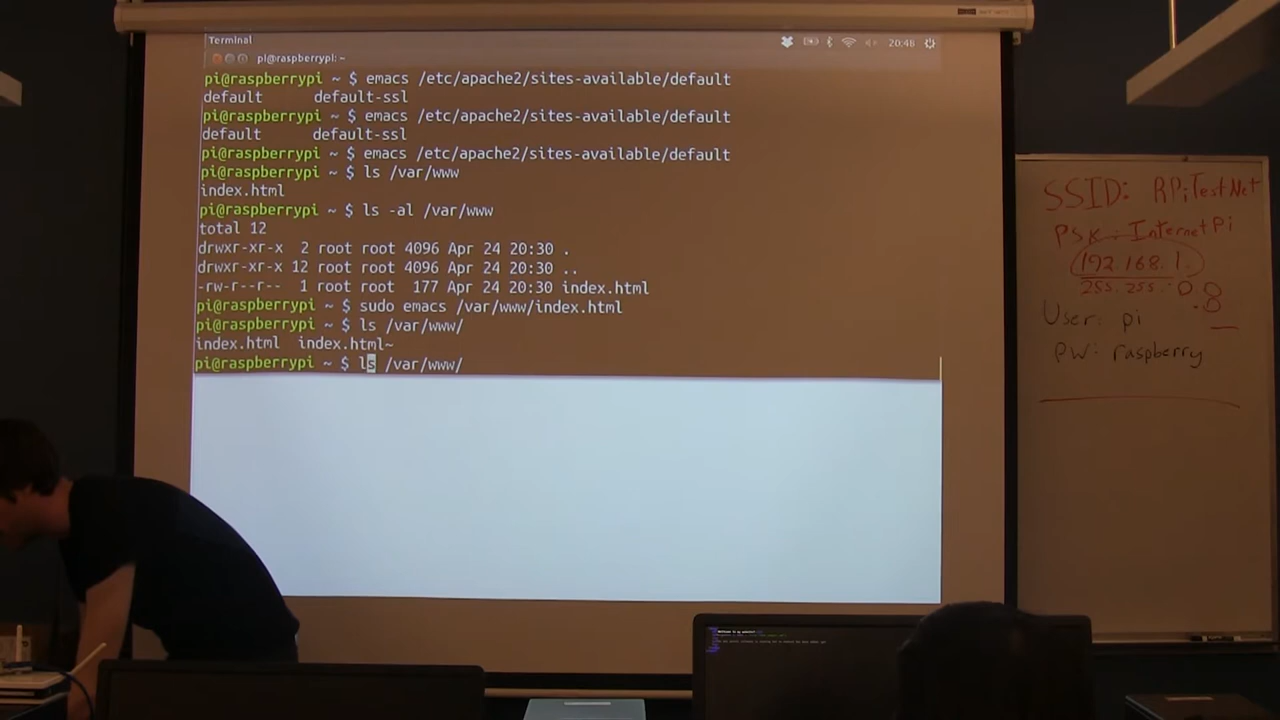 Terminal
20:46
pi@raspberrypi: ~
pi@raspberrypi ~ $ emacs /etc/apache2/sites-available/default
default default-ssl
pi@raspberrypi ~ $ emacs /etc/apache2/sites-available/default
default default-ssl
pi@raspberrypi ~ $ emacs /etc/apache2/sites-available/default
pi@raspberrypi ~ $ ls /var/www
index.html
pi@raspberrypi ~ $ ls -al /var/www
total 12
drwxr-xr-x 2 root root 4096 Apr 24 20:30 .
drwxr-xr-x 12 root root 4096 Apr 24 20:30 ..
-rw-r--r-- 1 root root 177 Apr 24 20:30 index.html
pi@raspberrypi ~ $ sudo emacs /var/www/index.html
pi@raspberrypi ~ $ ls /var/www/
index.html index.html~
pi@raspberrypi ~ $ ls /var/www/
SSID: RPiTestNet
PSK: InternetPi
192.168.1.
255.255.
User: pi
PW: raspberry